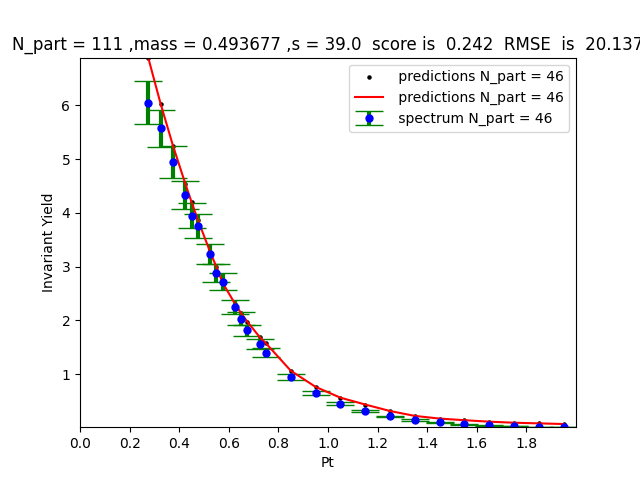 N_part = 111 ,mass = 0.493677 ,s = 39.0  score is  0.242  RMSE  is  20.137
predictions N_part = 46
predictions N_part = 46
spectrum N_part = 46
Invariant Yield
6
5
4
3
2
1
0.0 0.2 0.4 0.6 0.8 1.0 1.2 1.4 1.6 1.8
Pt